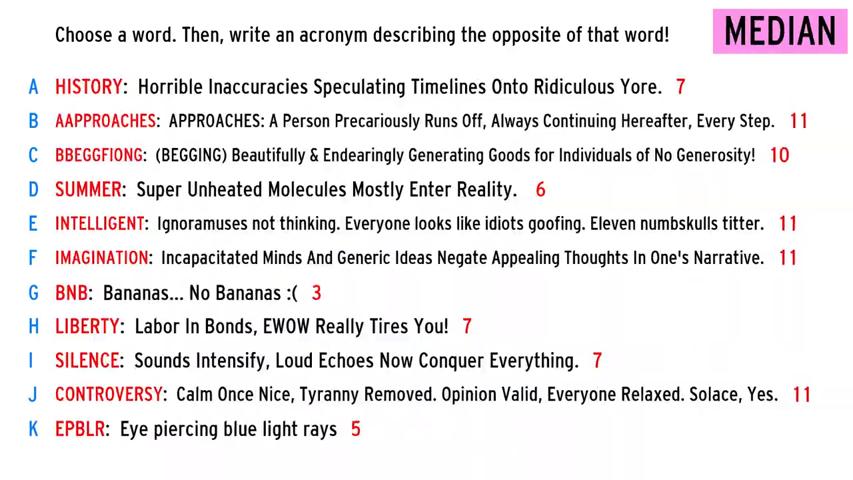 Choose a word. Then, write an acronym describing the opposite of that word!
MEDIAN
A HISTORY: Horrible Inaccuracies Speculating Timelines Onto Ridiculous Yore. 7
B AAPPROACHES: APPROACHES: A Person Precariously Runs Off, Always Continuing Hereafter, Every Step. 11
C BBEGGFIONG: (BEGGING) Beautifully & Endearingly Generating Goods for Individuals of No Generosity! 10
D SUMMER: Super Unheated Molecules Mostly Enter Reality. 6
E INTELLIGENT: Ignoramuses not thinking. Everyone looks like idiots goofing. Eleven numbskulls titter. 11
F IMAGINATION: Incapacitated Minds And Generic Ideas Negate Appealing Thoughts In One's Narrative. 11
G BNB: Bananas... No Bananas :( 3
H LIBERTY: Labor In Bonds, EWOW Really Tires You! 7
I SILENCE: Sounds Intensify, Loud Echoes Now Conquer Everything. 7
J CONTROVERSY: Calm Once Nice, Tyranny Removed. Opinion Valid, Everyone Relaxed. Solace, Yes. 11
K EPBLR: Eye piercing blue light rays 5